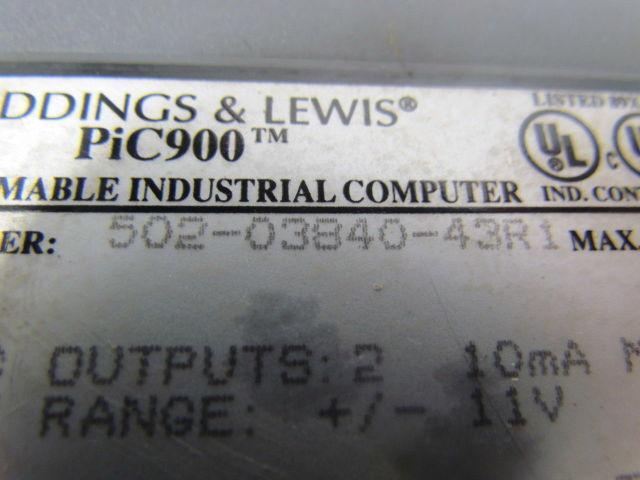 DDINGS & LEWIS®
PiC900™
LISTED
UL
C
MABLE INDUSTRIAL COMPUTER
IND. CON
ER: 502-03840-43R1 MAX.
OUTPUTS: 2 10mA M
RANGE: +/- 11V